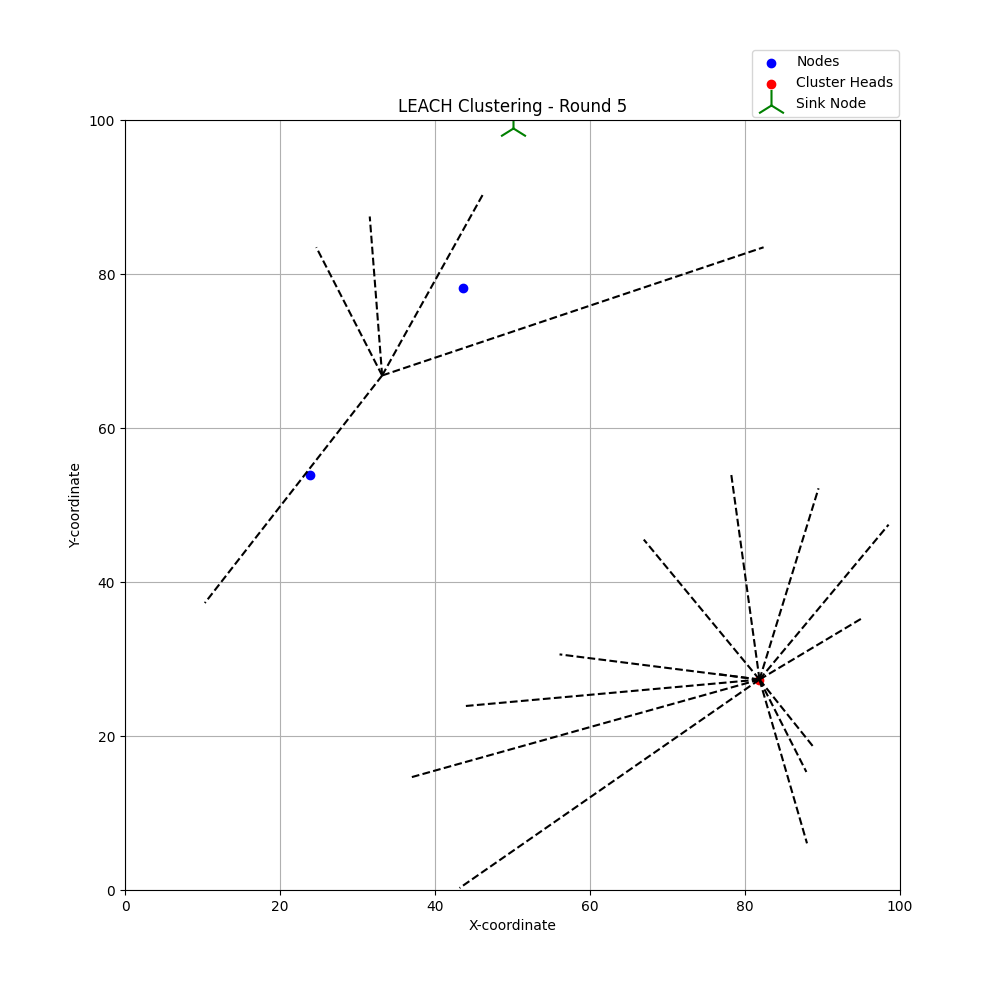 Nodes
Cluster Heads
Sink Node
LEACH Clustering - Round 5
100
80
60
40
20
0
Y-coordinate
0 20 40 60 80 100
X-coordinate